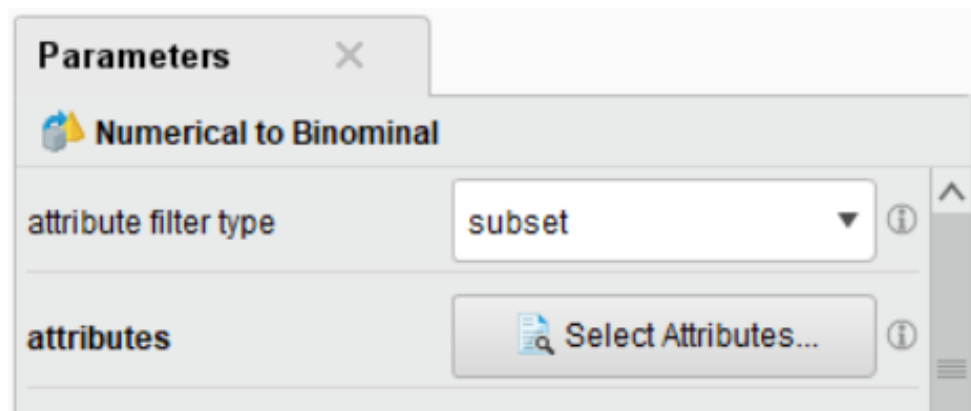 Parameters
Numerical to Binominal
attribute filter type subset
attributes Select Attributes...